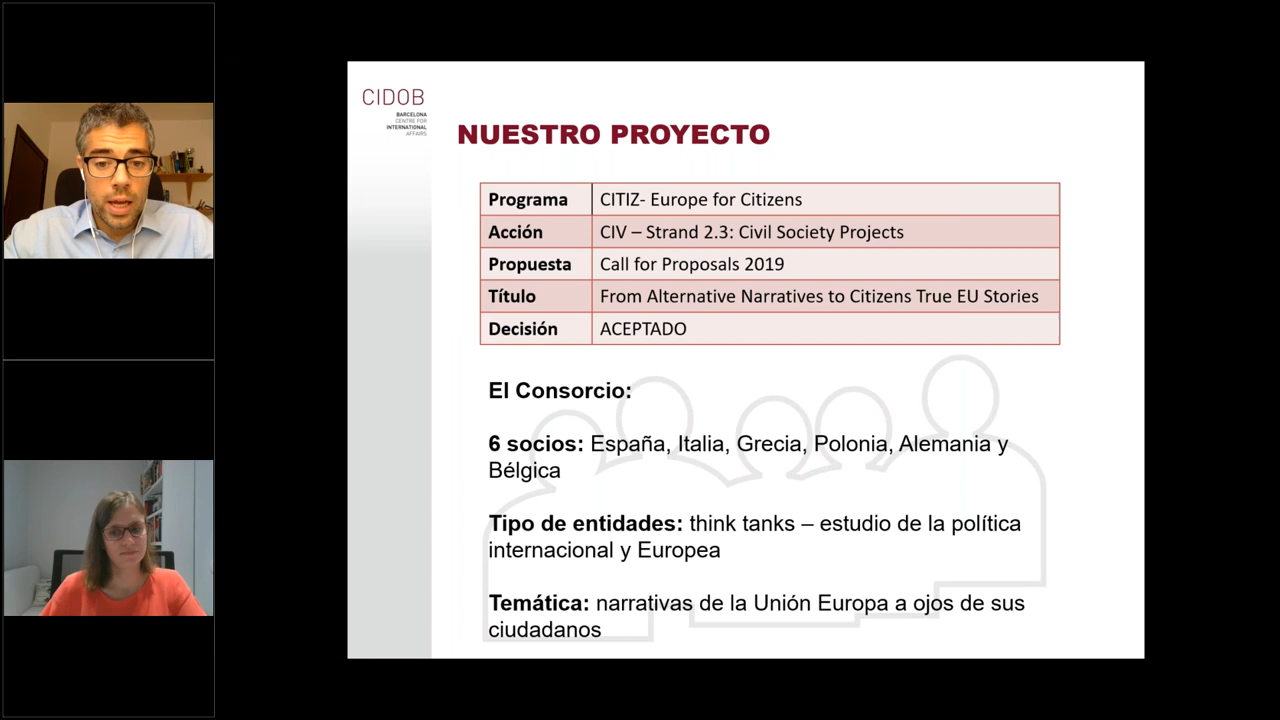 CIDOB
BARCELONA
CENTRE FOR
INTERNATIONAL
AFFAIRS
NUESTRO PROYECTO
Programa CITIZ- Europe for Citizens
Acción CIV – Strand 2.3: Civil Society Projects
Propuesta Call for Proposals 2019
Título From Alternative Narratives to Citizens True EU Stories
Decisión ACEPTADO
El Consorcio:
6 socios: España, Italia, Grecia, Polonia, Alemania y
Bélgica
Tipo de entidades: think tanks – estudio de la política
internacional y Europea
Temática: narrativas de la Unión Europa a ojos de sus
ciudadanos